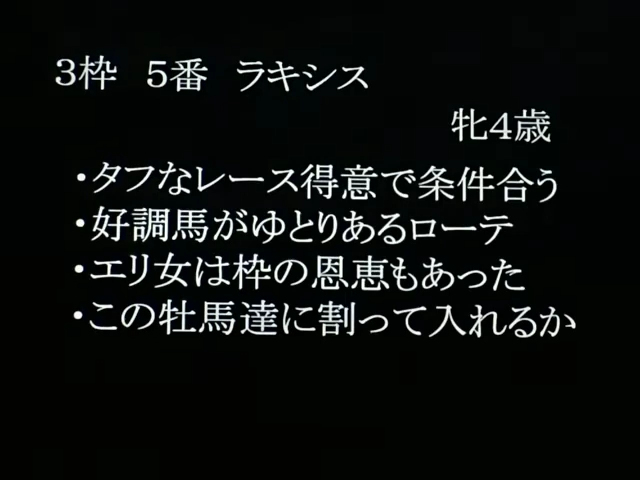 ３枠　５番　ラキシス
牝４歳
・タフなレース得意で条件合う
・好調馬がゆとりあるローテ
・エリ女は枠の恩恵もあった
・この牡馬達に割って入れるか